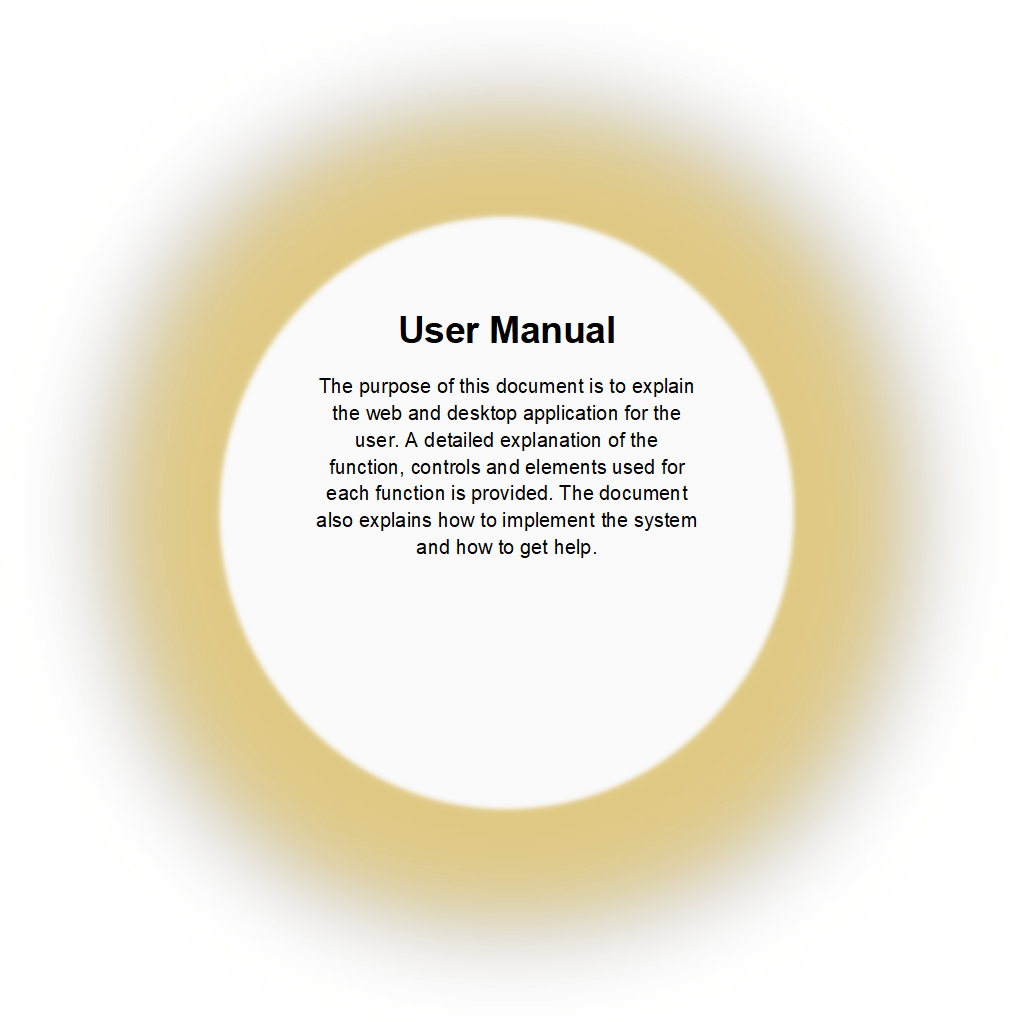 User Manual
The purpose of this document is to explain
the web and desktop application for the
user. A detailed explanation of the
function, controls and elements used for
each function is provided. The document
also explains how to implement the system
and how to get help.